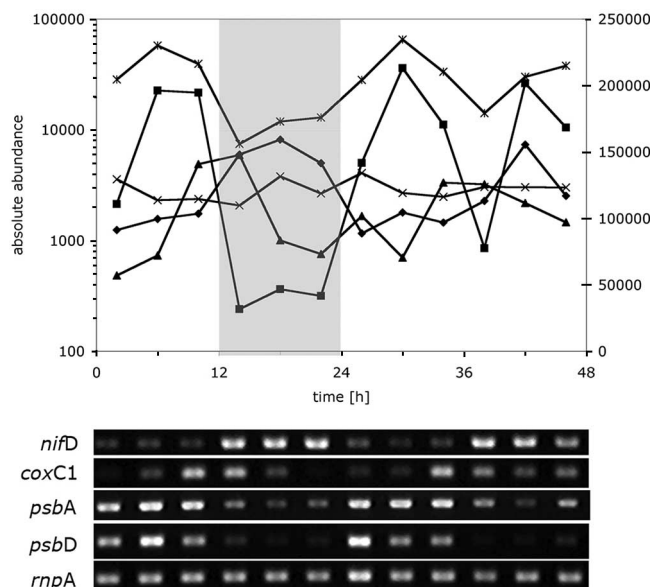 100000
10000
1000
100
absolute abundance
250000
200000
150000
100000
50000
0
0 12 24 36 48
time [h]
nifD
coxC1
psbA
psbD
rnpA